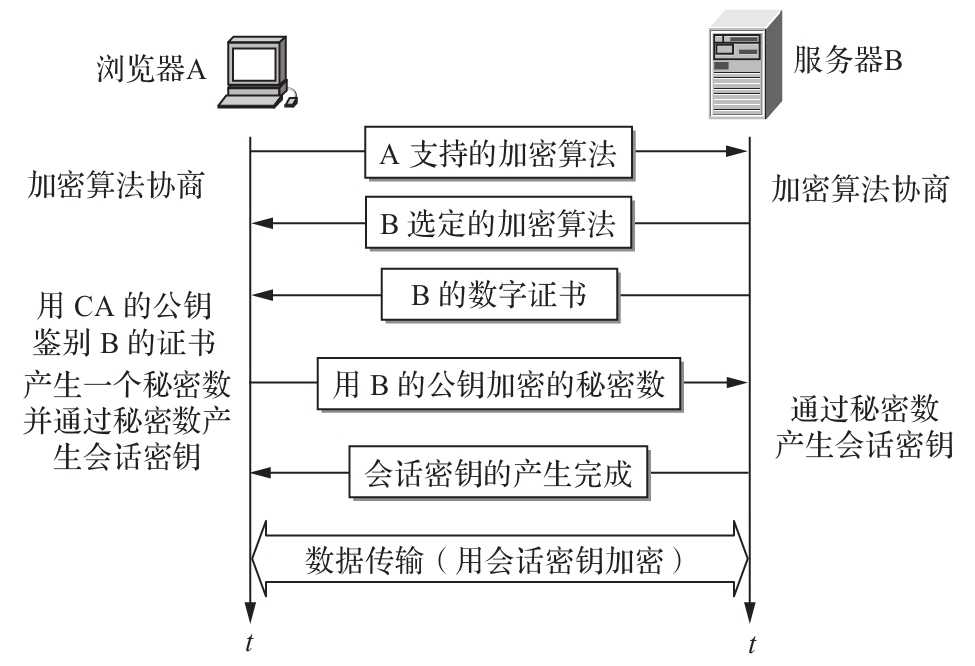 浏览器A
服务器B
A 支持的加密算法
加密算法协商
加密算法协商
B 选定的加密算法
B 的数字证书
用 CA 的公钥
鉴别 B 的证书
产生一个秘密数
并通过秘密数产
生会话密钥
用 B 的公钥加密的秘密数
通过秘密数
产生会话密钥
会话密钥的产生完成
数据传输（用会话密钥加密）
t
t